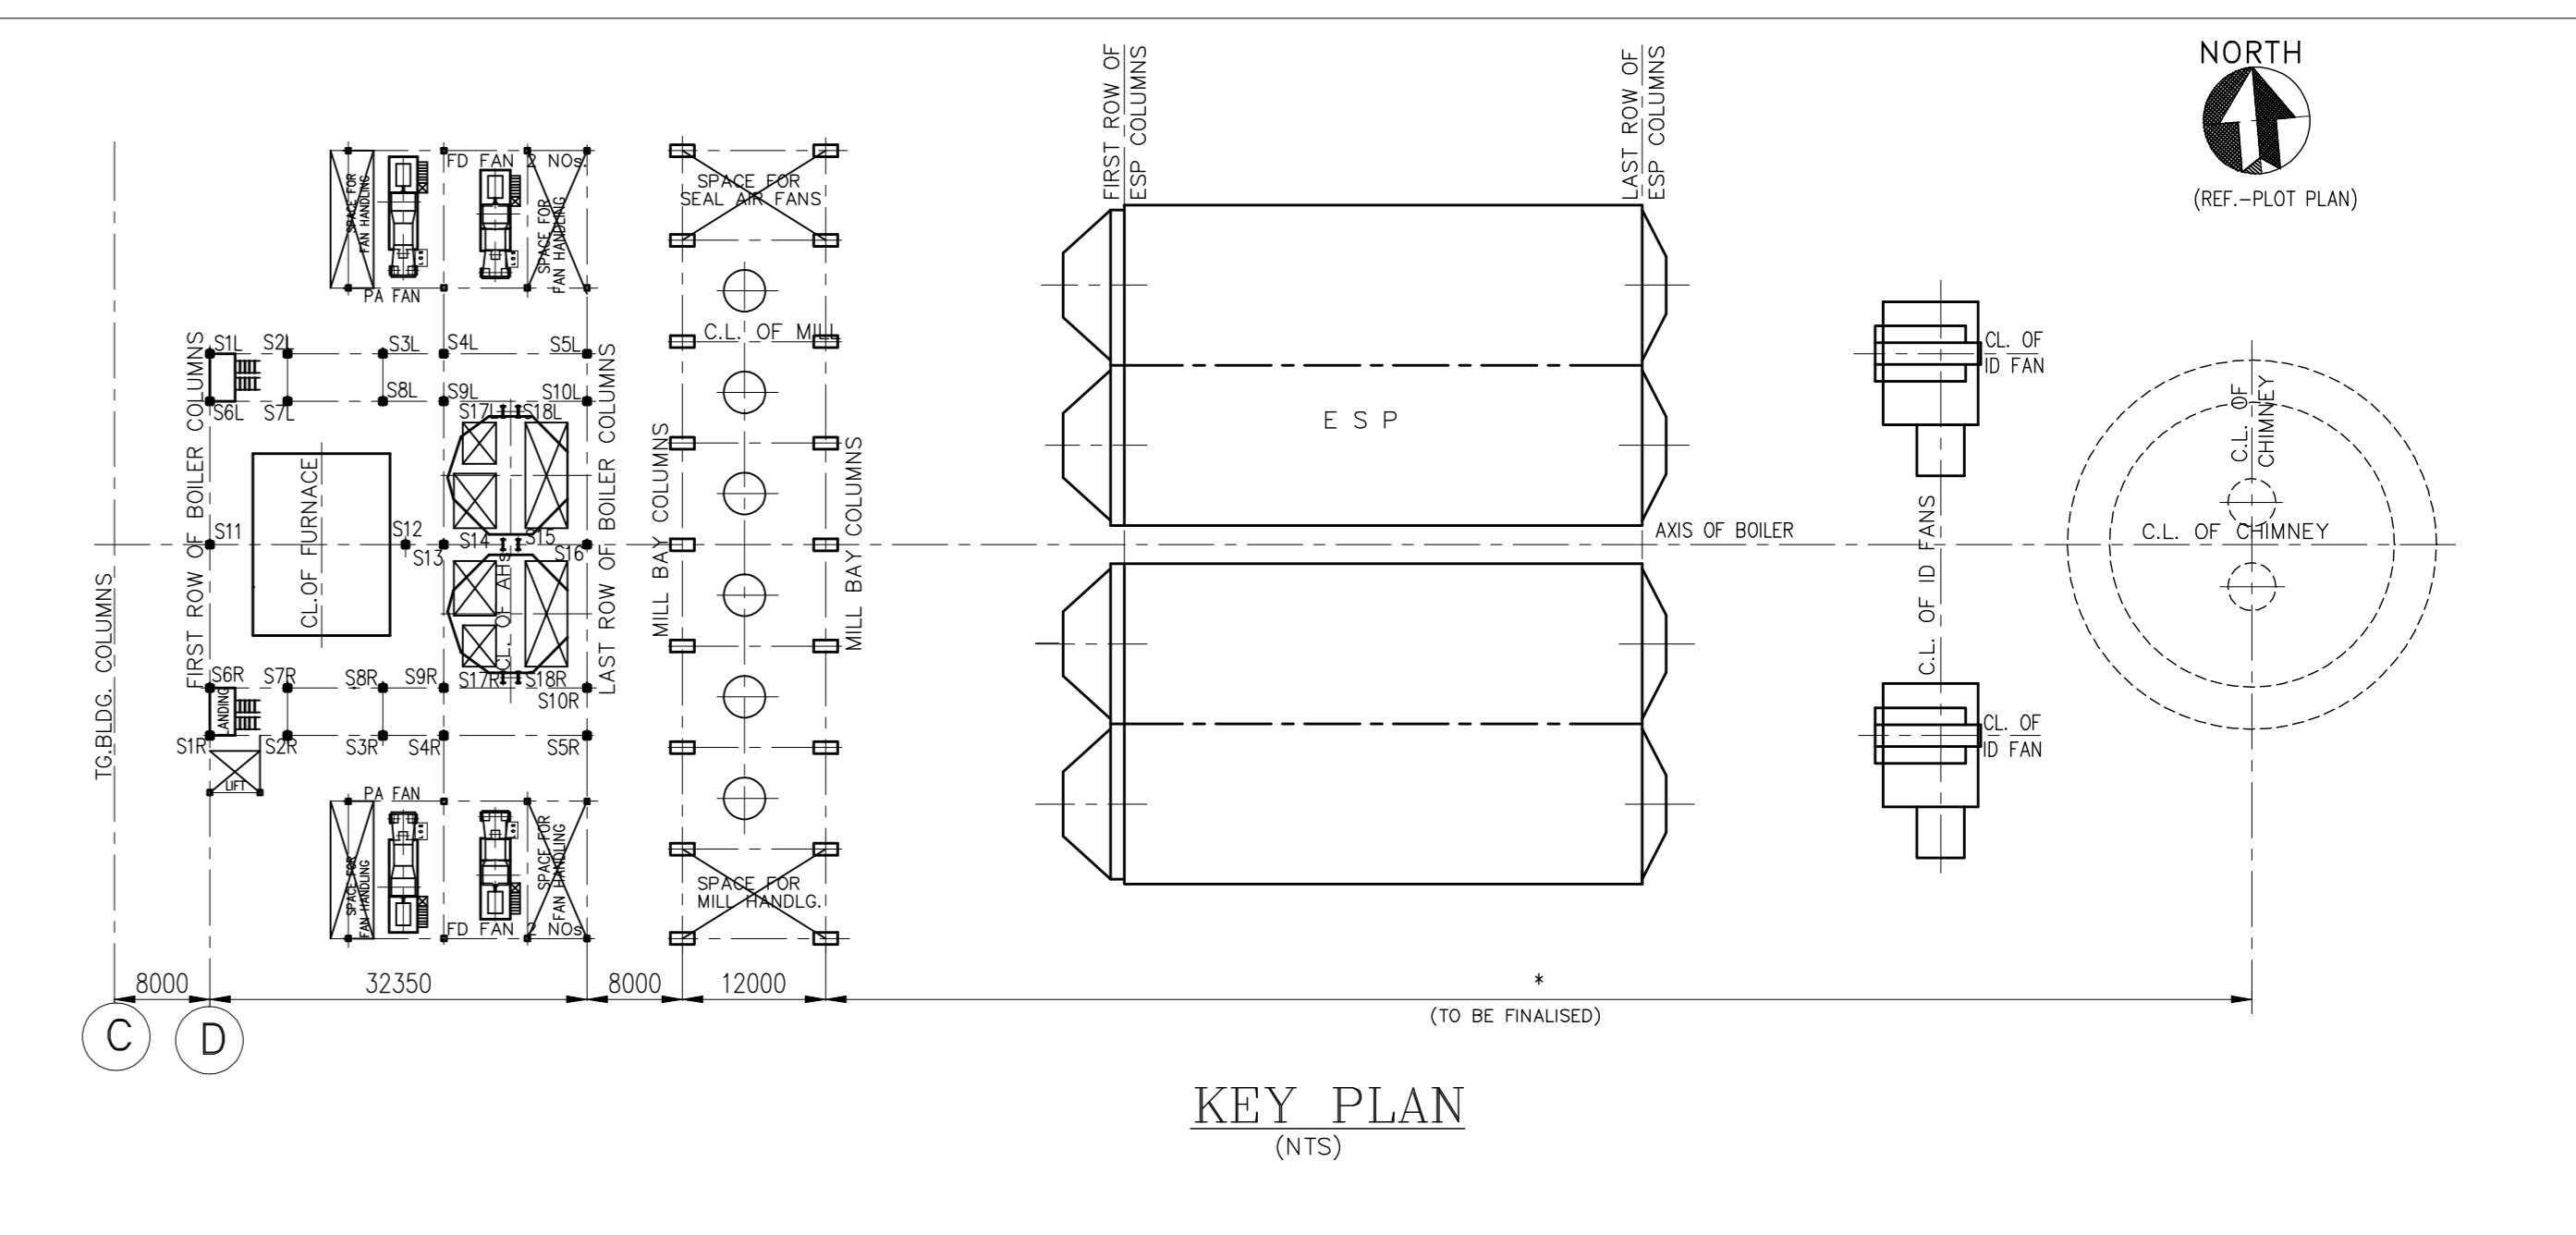 NORTH
(REF.-PLOT PLAN)
FIRST ROW OF
ESP COLUMNS
LAST ROW OF
ESP COLUMNS
FD FAN 2 NOs.
SPACE FOR
FAN HANDLING
SPACE FOR
FAN HANDLING
PA FAN
SPACE FOR
SEAL AIR FANS
C.L. OF MILL
S1L
S2L
S3L
S4L
S5L
S6L
S7L
S8L
S9L
S10L
S17L
S18L
FIRST ROW OF BOILER COLUMNS
CL.OF FURNACE
LAST ROW OF BOILER COLUMNS
MILL BAY COLUMNS
MILL BAY COLUMNS
E S P
CL. OF
ID FAN
C.L. OF
CHIMNEY
C.L. OF CHIMNEY
AXIS OF BOILER
C.L. OF ID FANS
S11
S12
S13
S14
S15
S16
CL. OF AHs
TG.BLDG. COLUMNS
S6R
S7R
S8R
S9R
S17R
S18R
S10R
LANDING
S1R
S2R
S3R
S4R
S5R
LIFT
CL. OF
ID FAN
PA FAN
SPACE FOR
FAN HANDLING
SPACE FOR
FAN HANDLING
FD FAN 2 NOs
SPACE FOR
MILL HANDLG.
8000
32350
8000
12000
*
(TO BE FINALISED)
C
D
KEY PLAN
(NTS)